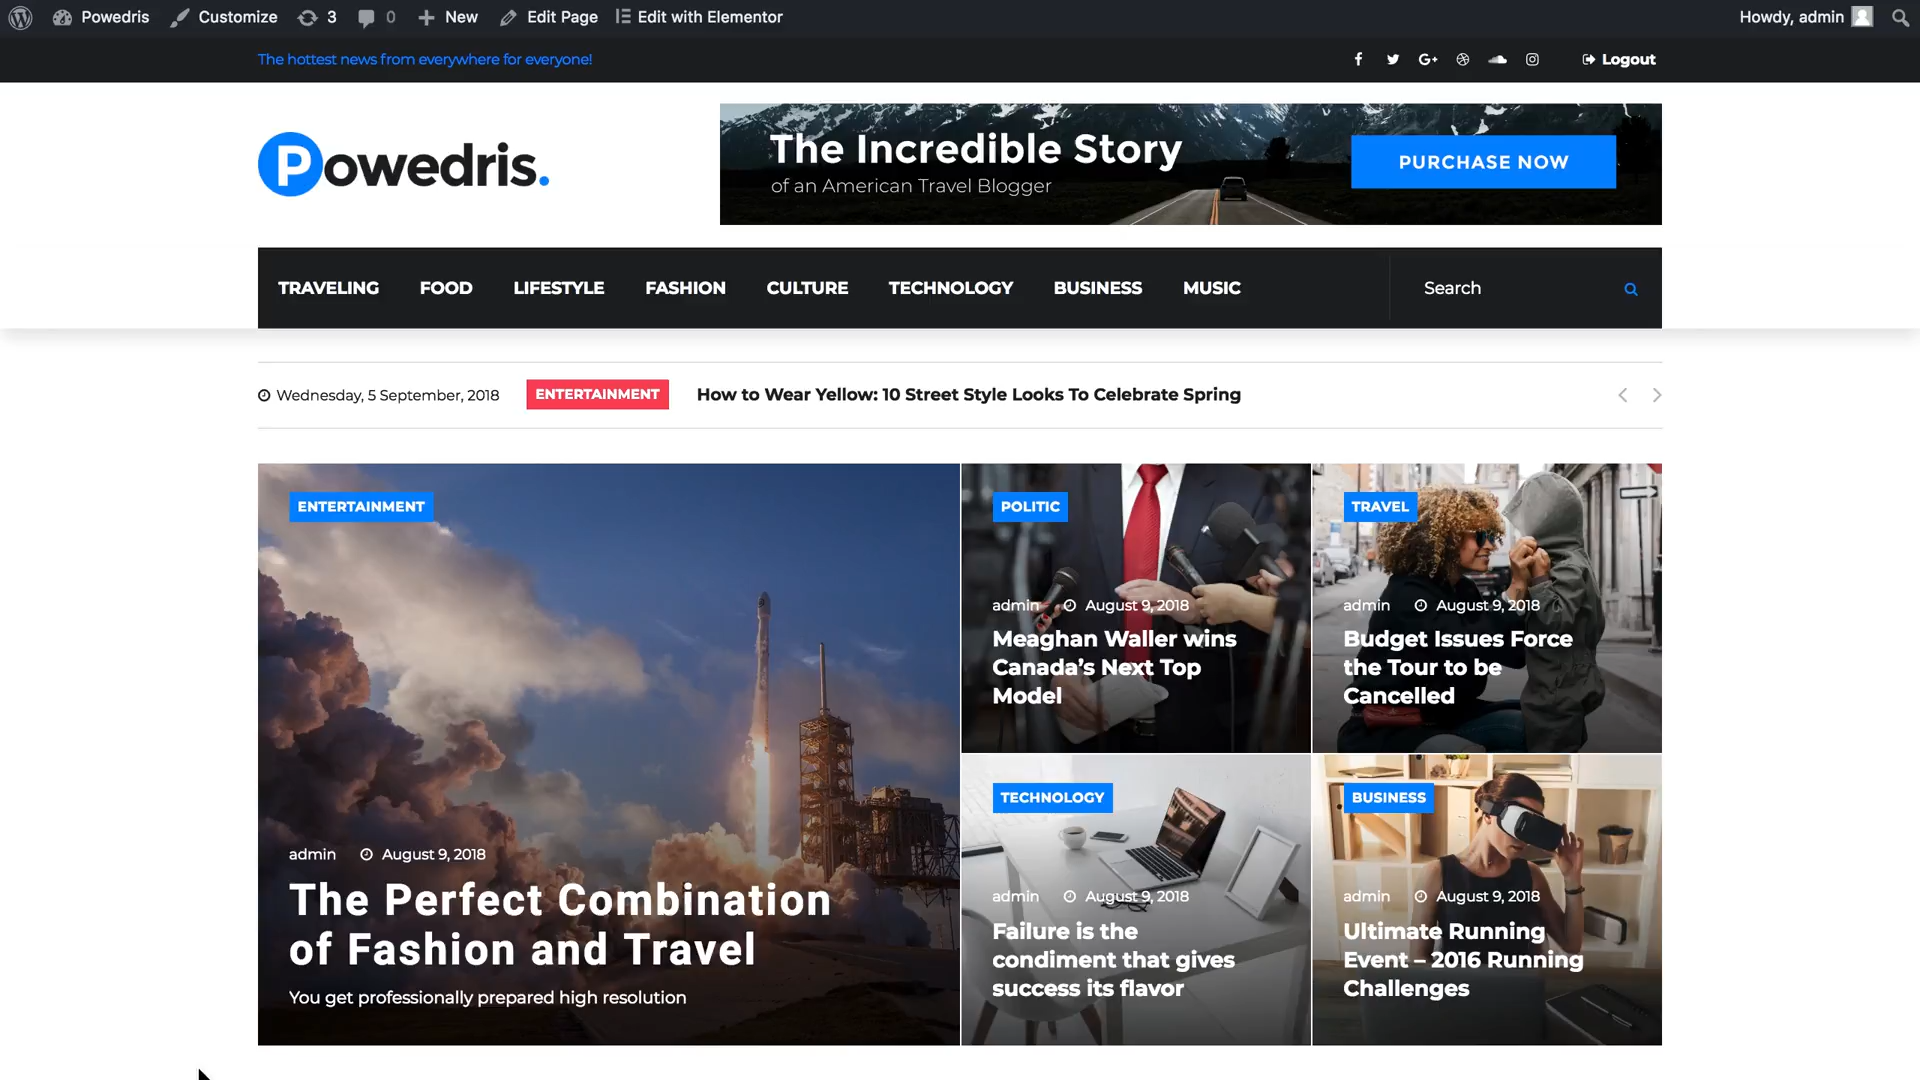 Powedris Customize 3 0 New Edit Page Edit with Elementor Howdy, admin
The hottest news from everywhere for everyone! Logout
Powedris.
The Incredible Story
of an American Travel Blogger
PURCHASE NOW
TRAVELING FOOD LIFESTYLE FASHION CULTURE TECHNOLOGY BUSINESS MUSIC Search
Wednesday, 5 September, 2018 ENTERTAINMENT How to Wear Yellow: 10 Street Style Looks To Celebrate Spring
ENTERTAINMENT
admin August 9, 2018
The Perfect Combination
of Fashion and Travel
You get professionally prepared high resolution
POLITIC
admin August 9, 2018
Meaghan Waller wins
Canada’s Next Top
Model
TRAVEL
admin August 9, 2018
Budget Issues Force
the Tour to be
Cancelled
TECHNOLOGY
admin August 9, 2018
Failure is the
condiment that gives
success its flavor
BUSINESS
admin August 9, 2018
Ultimate Running
Event – 2016 Running
Challenges